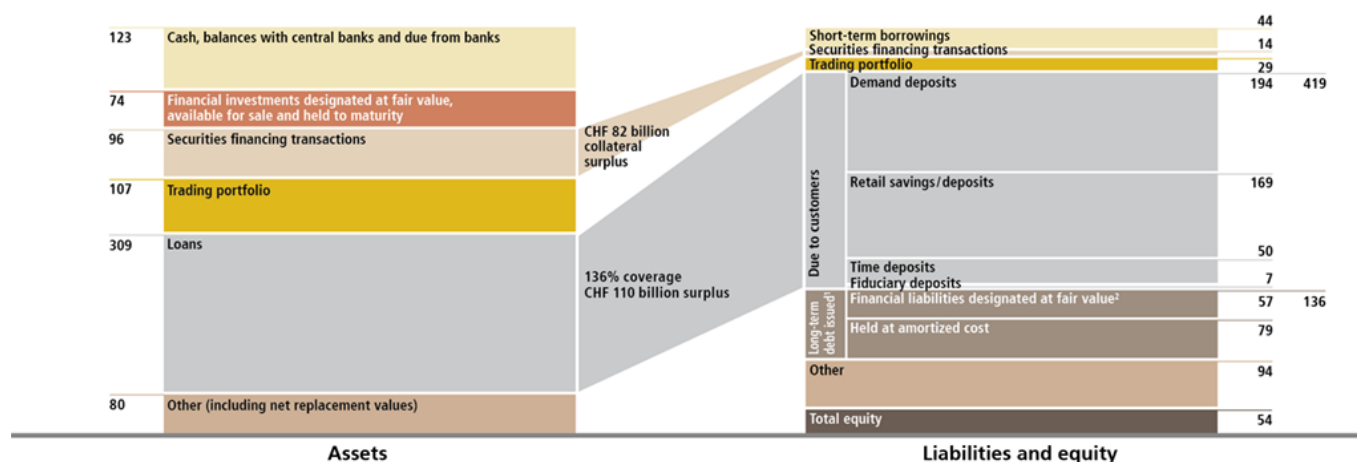 123 Cash, balances with central banks and due from banks
74 Financial investments designated at fair value,
available for sale and held to maturity
96 Securities financing transactions
107 Trading portfolio
309 Loans
80 Other (including net replacement values)
Assets
CHF 82 billion
collateral
surplus
136% coverage
CHF 110 billion surplus
44
Short-term borrowings
Securities financing transactions 14
Trading portfolio 29
Due to customers
Demand deposits 194 419
Retail savings/deposits 169
50
Time deposits
Fiduciary deposits 7
Long-term
debt issued¹
Financial liabilities designated at fair value² 57 136
Held at amortized cost 79
Other 94
Total equity 54
Liabilities and equity